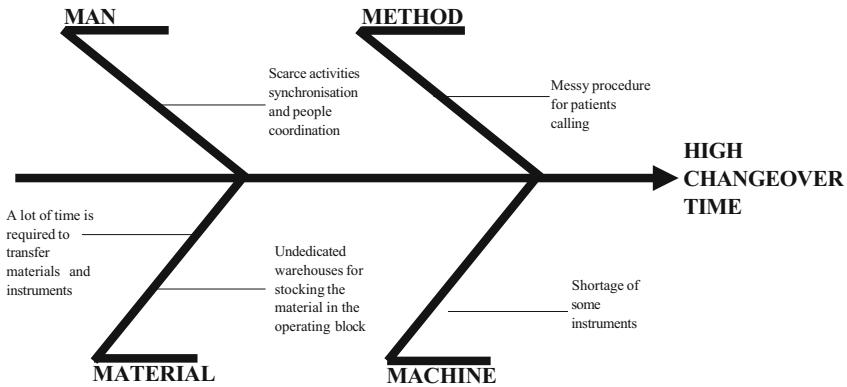 MAN
METHOD
Scarce activities
synchronisation
and people
coordination
Messy procedure
for patients
calling
HIGH
CHANGEOVER
TIME
A lot of time is
required to
transfer
materials and
instruments
Undedicated
warehouses for
stocking the
material in the
operating block
Shortage of
some
instruments
MATERIAL
MACHINE